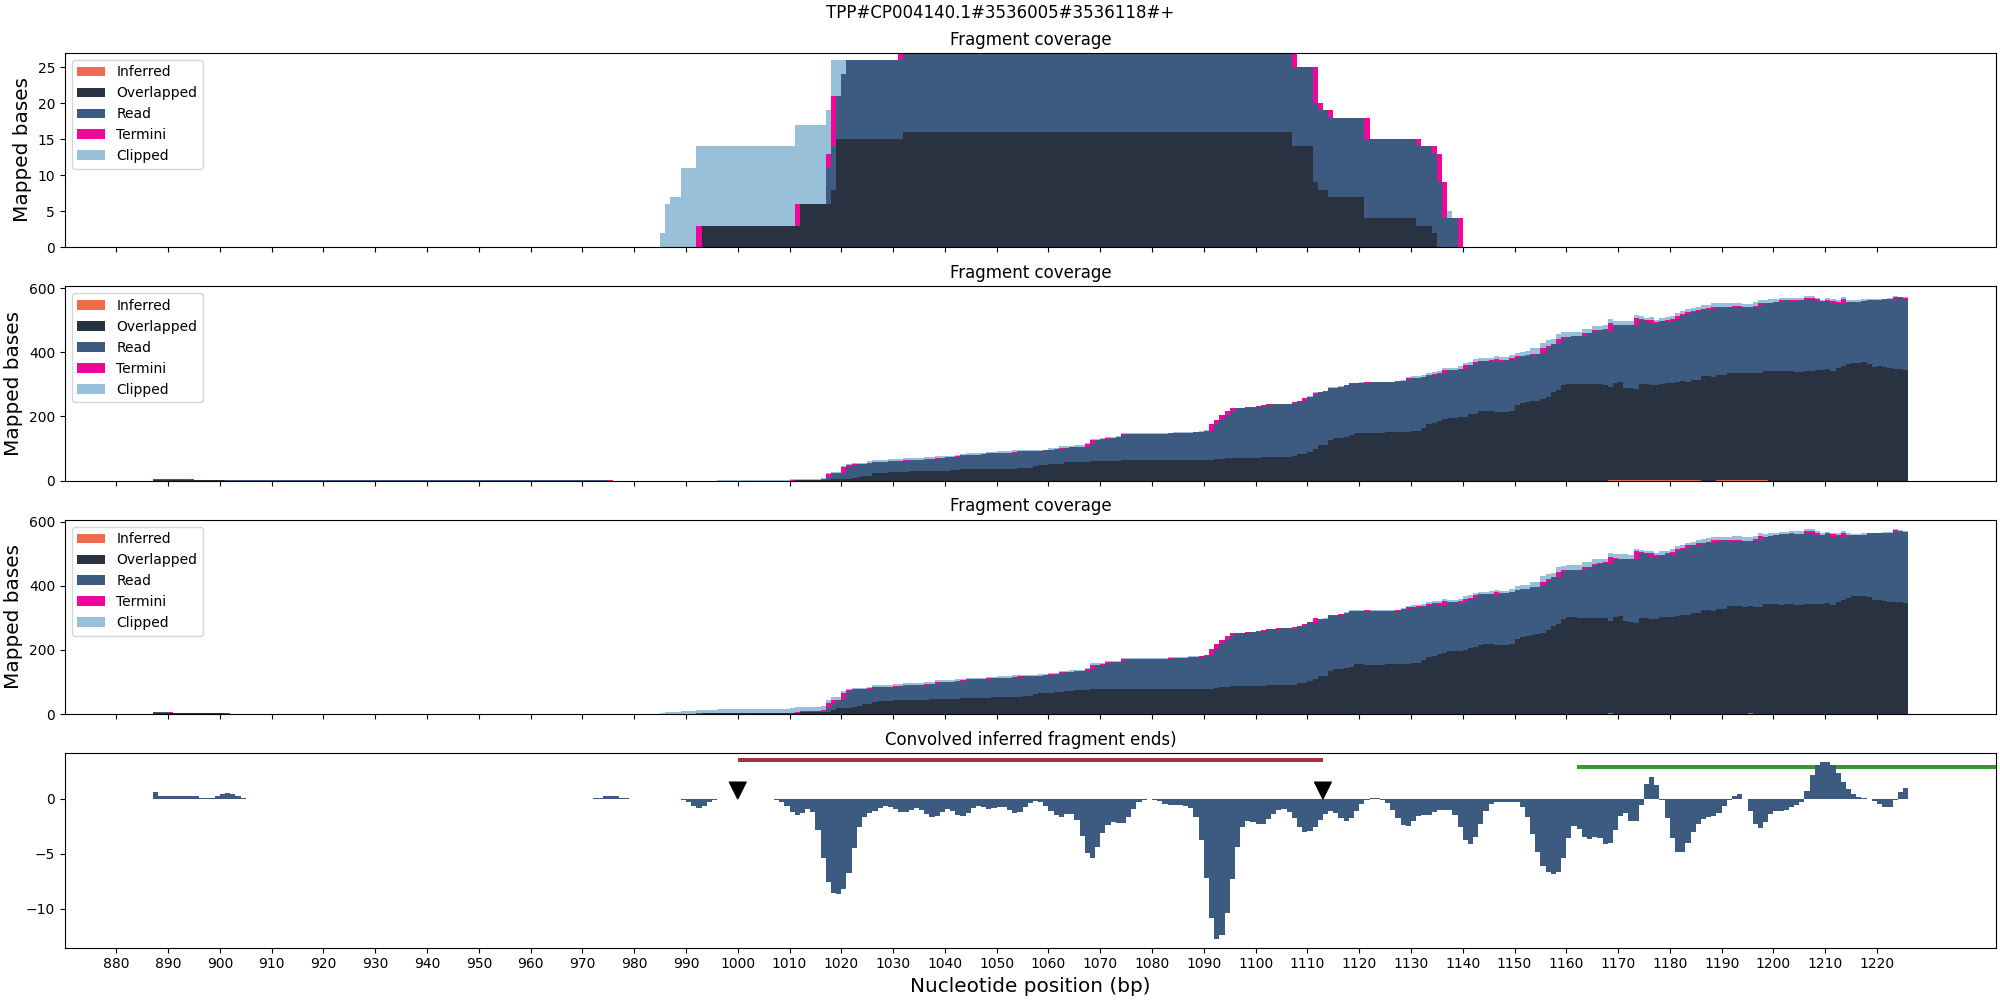 TPP#CP004140.1#3536005#3536118#+
Fragment coverage
Mapped bases
25
20
15
10
5
0
Inferred
Overlapped
Read
Termini
Clipped
Fragment coverage
Mapped bases
600
400
200
0
Inferred
Overlapped
Read
Termini
Clipped
Fragment coverage
Mapped bases
600
400
200
0
Inferred
Overlapped
Read
Termini
Clipped
Convolved inferred fragment ends)
0
−5
−10
880 890 900 910 920 930 940 950 960 970 980 990 1000 1010 1020 1030 1040 1050 1060 1070 1080 1090 1100 1110 1120 1130 1140 1150 1160 1170 1180 1190 1200 1210 1220
Nucleotide position (bp)